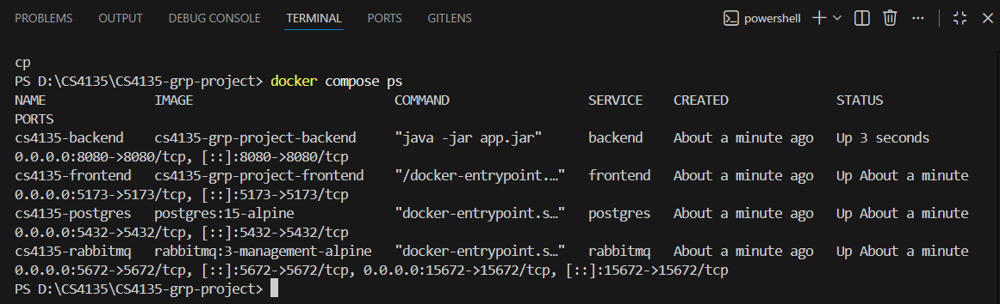 PROBLEMS OUTPUT DEBUG CONSOLE TERMINAL PORTS GITLENS powershell
cp
PS D:\CS4135\CS4135-grp-project> docker compose ps
NAME IMAGE COMMAND SERVICE CREATED STATUS
PORTS
cs4135-backend cs4135-grp-project-backend "java -jar app.jar" backend About a minute ago Up 3 seconds
0.0.0.0:8080->8080/tcp, [::]:8080->8080/tcp
cs4135-frontend cs4135-grp-project-frontend "/docker-entrypoint.…" frontend About a minute ago Up About a minute
0.0.0.0:5173->5173/tcp, [::]:5173->5173/tcp
cs4135-postgres postgres:15-alpine "docker-entrypoint.s…" postgres About a minute ago Up About a minute
0.0.0.0:5432->5432/tcp, [::]:5432->5432/tcp
cs4135-rabbitmq rabbitmq:3-management-alpine "docker-entrypoint.s…" rabbitmq About a minute ago Up About a minute
0.0.0.0:5672->5672/tcp, [::]:5672->5672/tcp, 0.0.0.0:15672->15672/tcp, [::]:15672->15672/tcp
PS D:\CS4135\CS4135-grp-project>